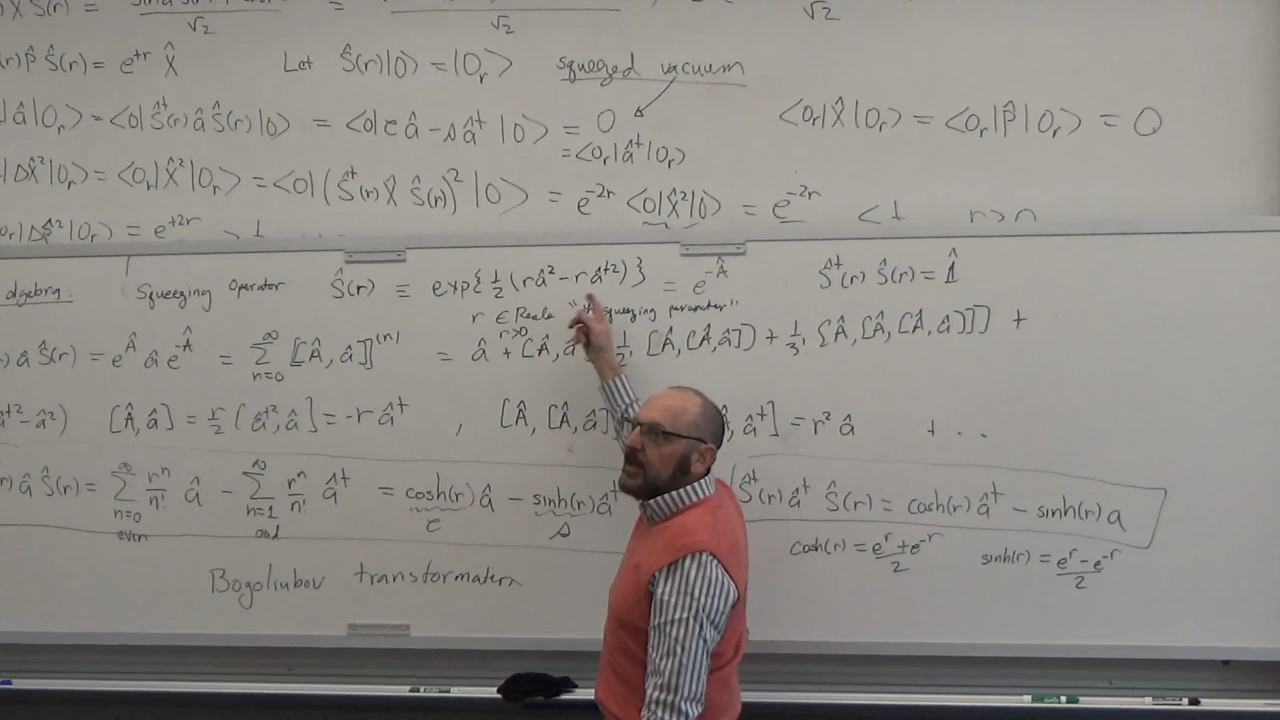 X̂ Ŝ(r) = /√2 = /√2 , /√2
(r) P̂ Ŝ(r) = e^{+r} X̂ Let Ŝ(r)|0⟩ = |0_r⟩ squeezed vacuum
|â|0_r⟩ = ⟨0|Ŝ†(r) â Ŝ(r)|0⟩ = ⟨0|c â - s â†|0⟩ = 0 ⟨0_r|X̂|0_r⟩ = ⟨0_r|P̂|0_r⟩ = 0
= ⟨0_r|â†|0_r⟩
|ΔX̂²|0_r⟩ = ⟨0_r|X̂²|0_r⟩ = ⟨0|(Ŝ†(r) X̂ Ŝ(r))²|0⟩ = e^{-2r} ⟨0|X̂²|0⟩ = e^{-2r} < 1
0_r|ΔP̂²|0_r⟩ = e^{+2r} > 1 ...
algebra. Squeezing Operator Ŝ(r) ≡ exp{½(râ² - râ†²)} = e^{-Â} Ŝ†(r) Ŝ(r) = 1̂
r ∈ Reals " squeezing parameter"
r>0
) â Ŝ(r) = e^{Â} â e^{-Â} = Σ_{n=0}^{∞} [[Â, â]]^{(n)} = â + [Â, â [Â, [Â, â]]) + 1/3! [Â, [Â, [Â, â]]]) +
â†² - â²) [Â, â] = r/2 [â†², â] = -r â† , [Â, [Â, â] , â†] = r² â + ...
r) â Ŝ(r) = Σ_{n=0 even}^{∞} rⁿ/n! â - Σ_{n=1 odd}^{∞} rⁿ/n! â† = cosh(r) â - sinh(r) â† Ŝ†(r) â† Ŝ(r) = cosh(r) â† - sinh(r) a
c s
cosh(r) = (e^r + e^{-r})/2 sinh(r) = (e^r - e^{-r})/2
Bogoliubov transformation